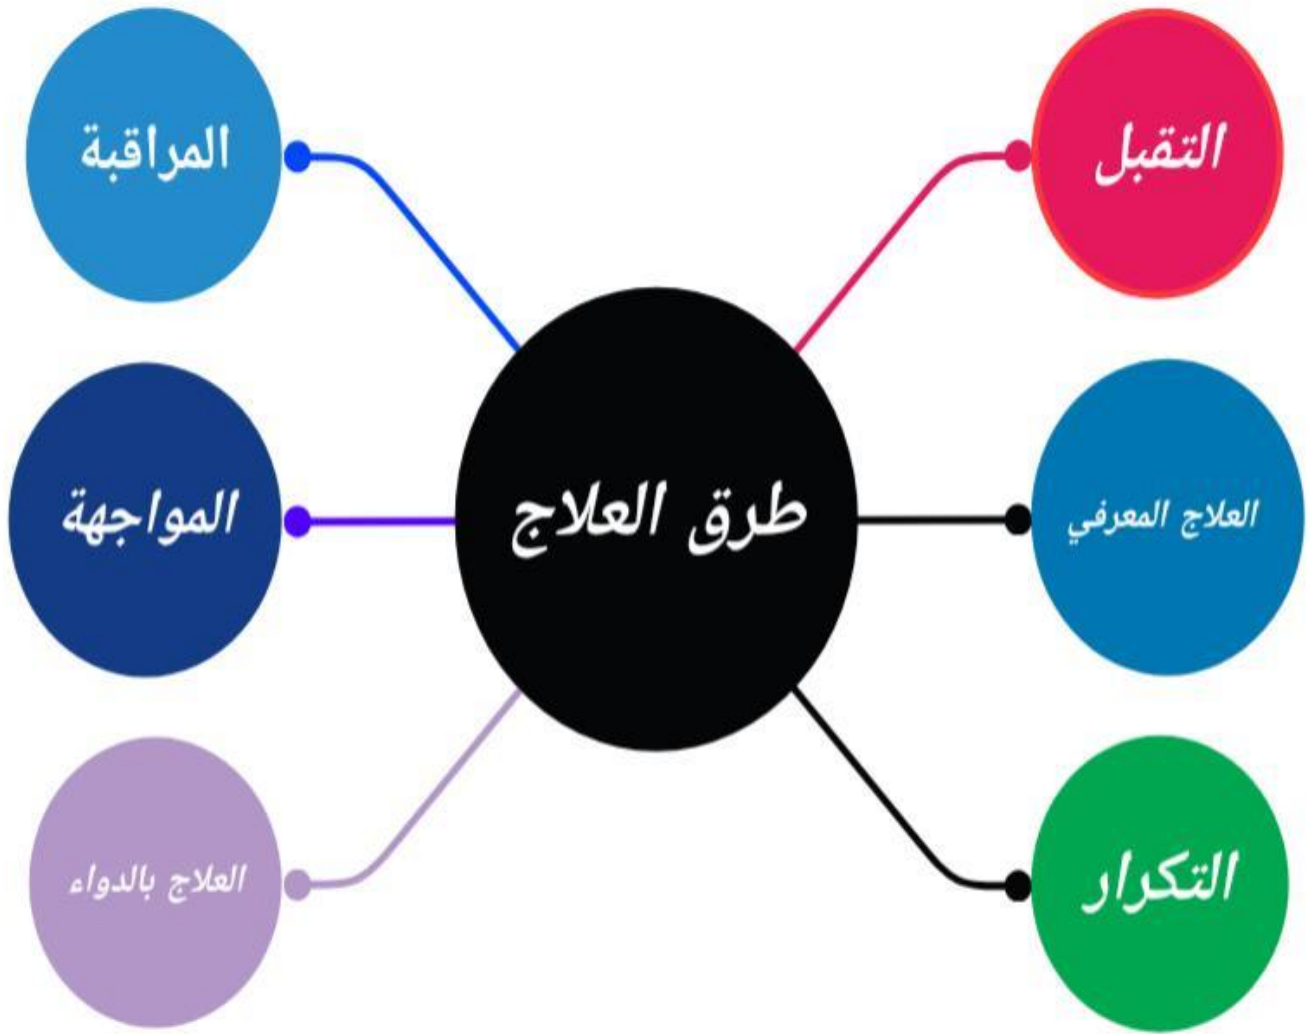 طرق العلاج
التقبل
العلاج المعرفي
التكرار
المراقبة
المواجهة
العلاج بالدواء